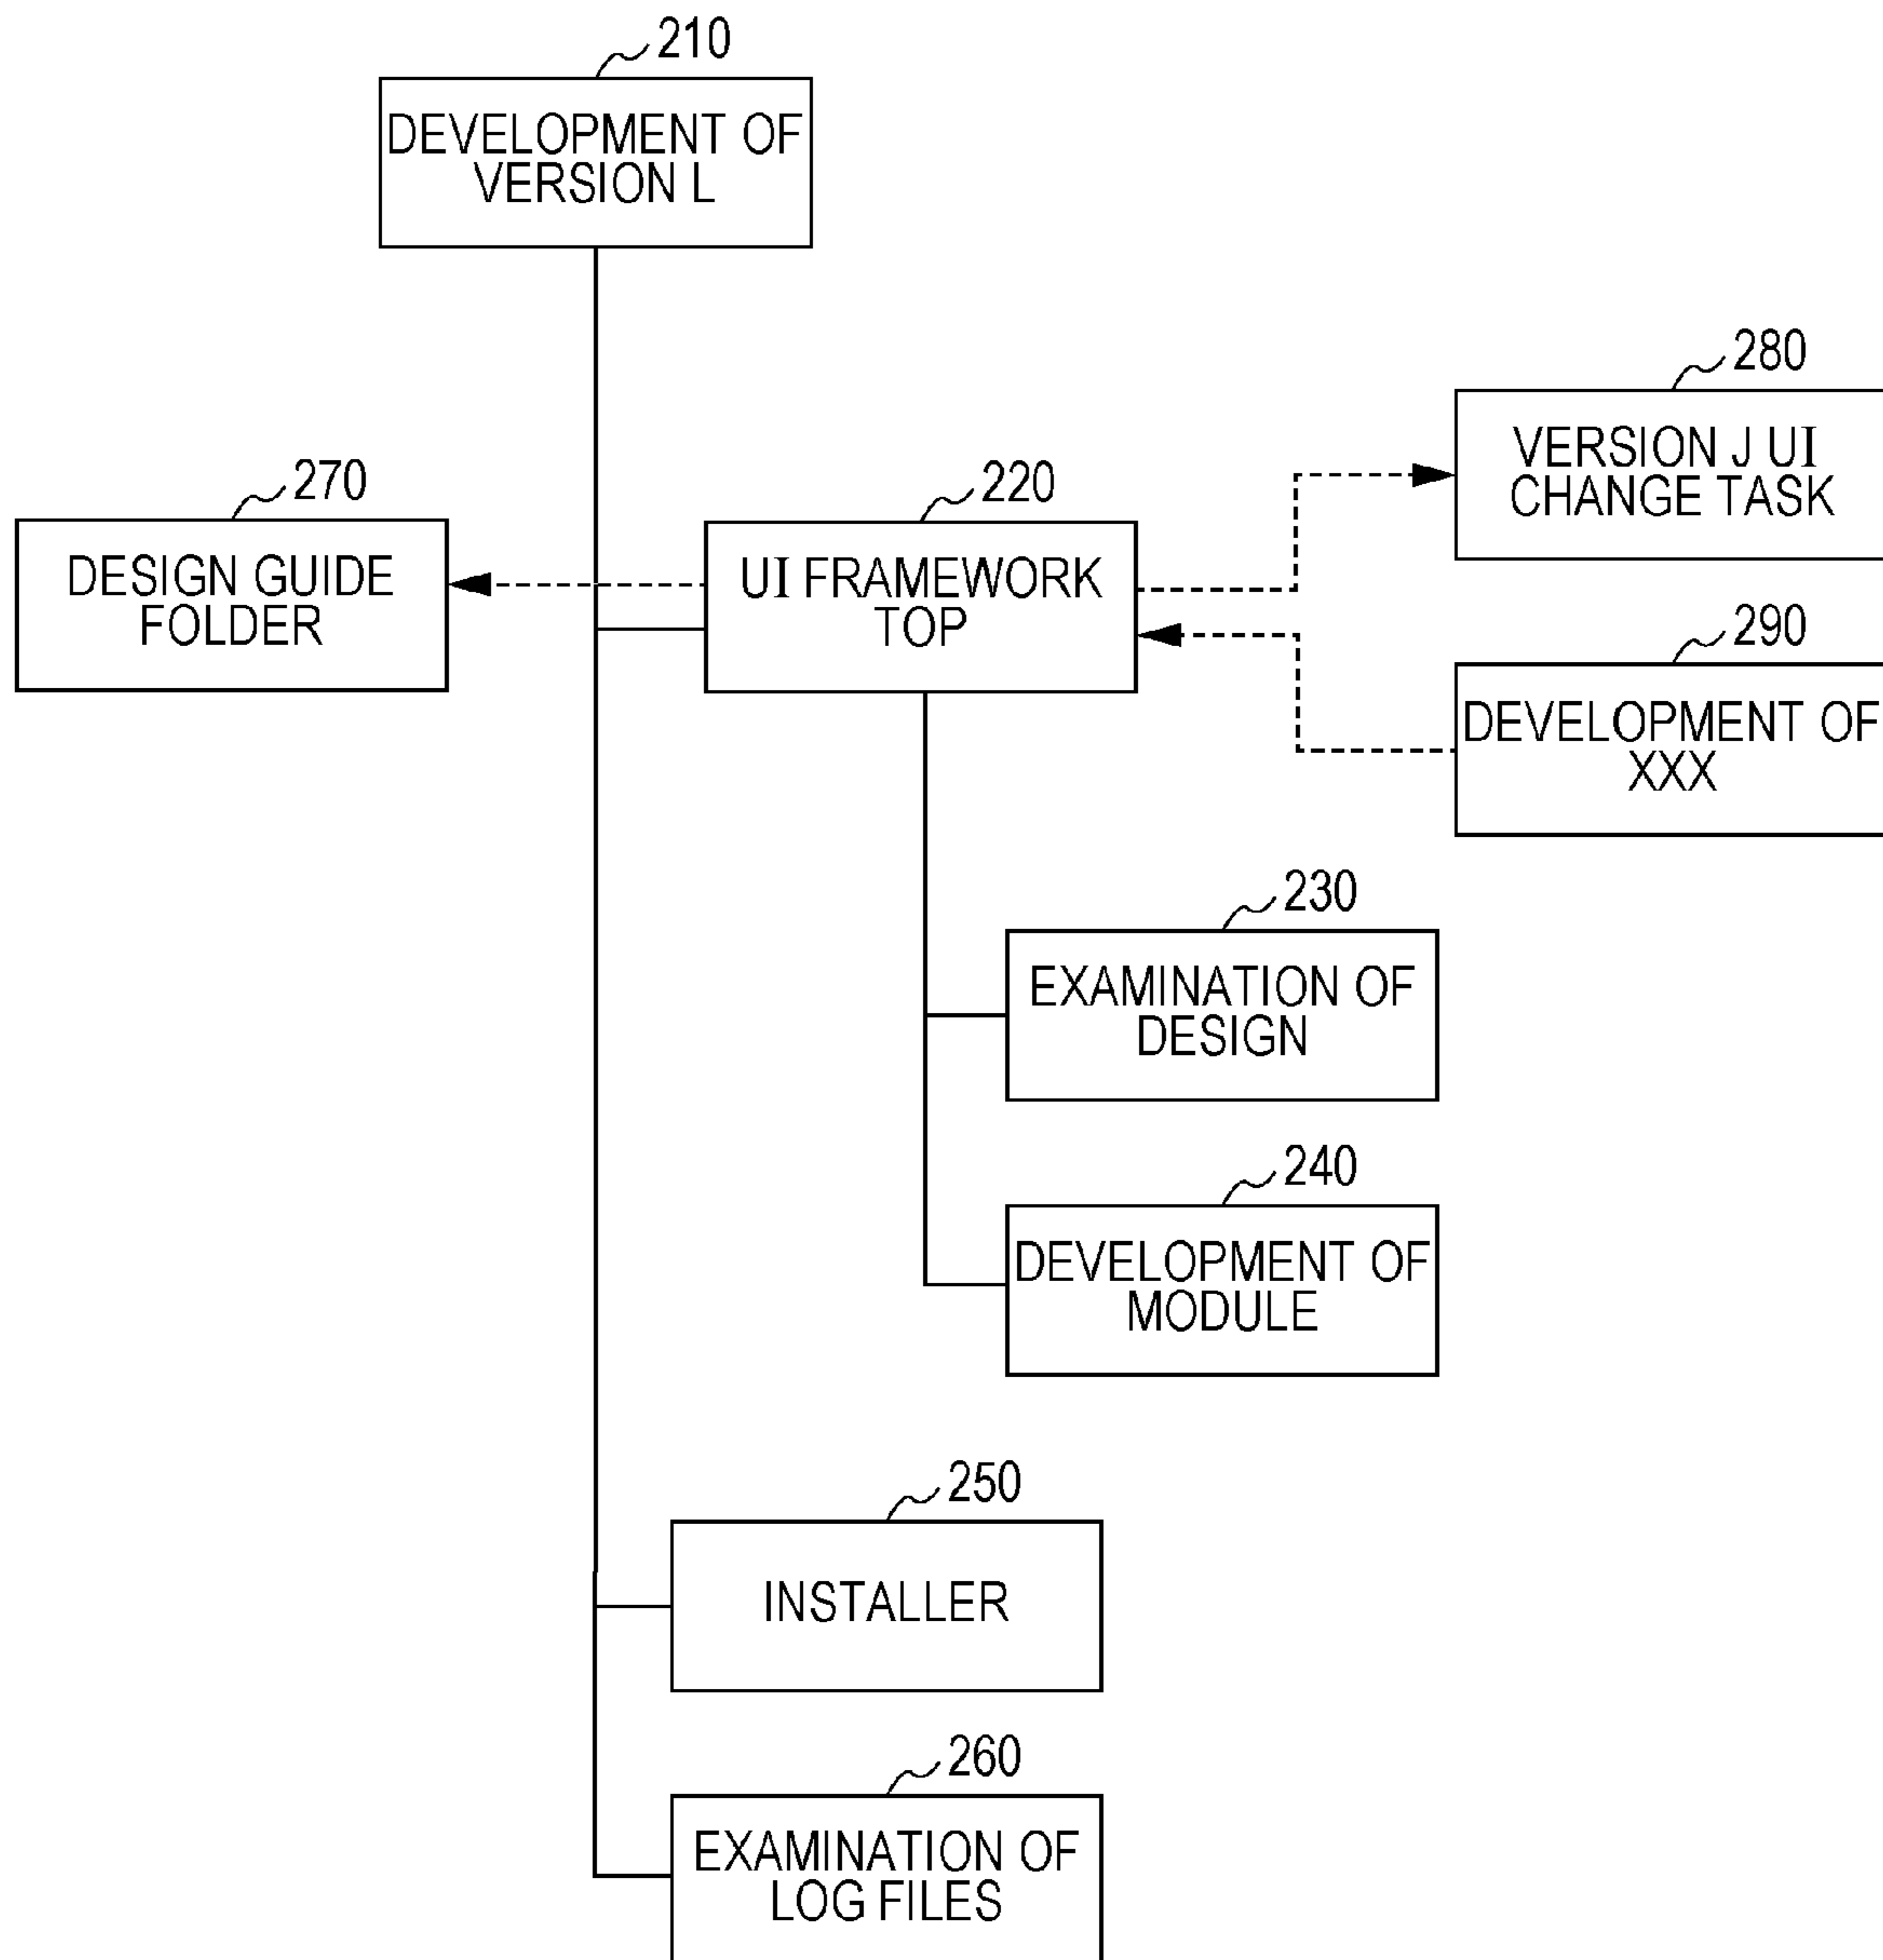 210
DEVELOPMENT OF
VERSION L
280
VERSION J UI
CHANGE TASK
270
DESIGN GUIDE
FOLDER
220
UI FRAMEWORK
TOP
290
DEVELOPMENT OF
XXX
230
EXAMINATION OF
DESIGN
240
DEVELOPMENT OF
MODULE
250
INSTALLER
260
EXAMINATION OF
LOG FILES